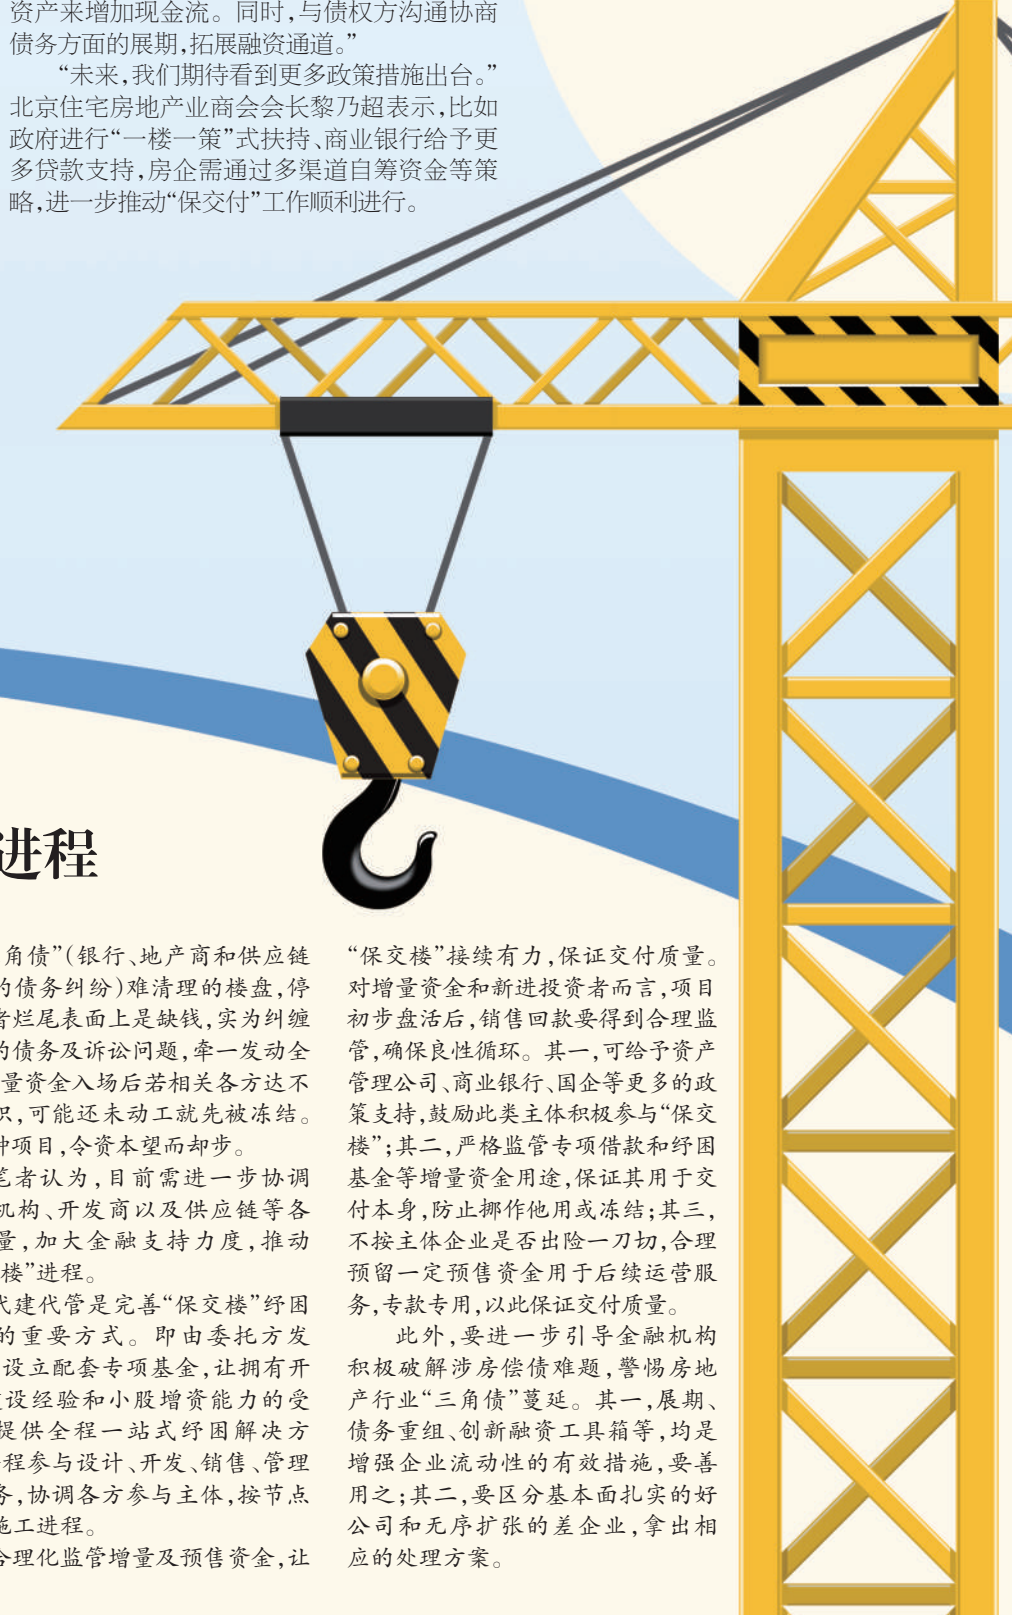 资产来增加现金流。同时,与债权方沟通协商
债务方面的展期,拓展融资通道。”
“未来,我们期待看到更多政策措施出台。”
北京住宅房地产业商会会长黎乃超表示,比如
政府进行“一楼一策”式扶持、商业银行给予更
多贷款支持,房企需通过多渠道自筹资金等策
略,进一步推动“保交付”工作顺利进行。
进程
角债”(银行、地产商和供应链
的债务纠纷)难清理的楼盘,停
者烂尾表面上是缺钱,实为纠缠
的债务及诉讼问题,牵一发动全
量资金入场后若相关各方达不
识,可能还未动工就先被冻结。
种项目,令资本望而却步。
笔者认为,目前需进一步协调
机构、开发商以及供应链等各
量,加大金融支持力度,推动
楼”进程。
代建代管是完善“保交楼”纾困
的重要方式。即由委托方发
设立配套专项基金,让拥有开
建设经验和小股增资能力的受
提供全程一站式纾困解决方
程参与设计、开发、销售、管理
务,协调各方参与主体,按节点
施工进程。
合理化监管增量及预售资金,让
“保交楼”接续有力,保证交付质量。
对增量资金和新进投资者而言,项目
初步盘活后,销售回款要得到合理监
管,确保良性循环。其一,可给予资产
管理公司、商业银行、国企等更多的政
策支持,鼓励此类主体积极参与“保交
楼”;其二,严格监管专项借款和纾困
基金等增量资金用途,保证其用于交
付本身,防止挪作他用或冻结;其三,
不按主体企业是否出险一刀切,合理
预留一定预售资金用于后续运营服
务,专款专用,以此保证交付质量。
此外,要进一步引导金融机构
积极破解涉房偿债难题,警惕房地
产行业“三角债”蔓延。其一,展期、
债务重组、创新融资工具箱等,均是
增强企业流动性的有效措施,要善
用之;其二,要区分基本面扎实的好
公司和无序扩张的差企业,拿出相
应的处理方案。